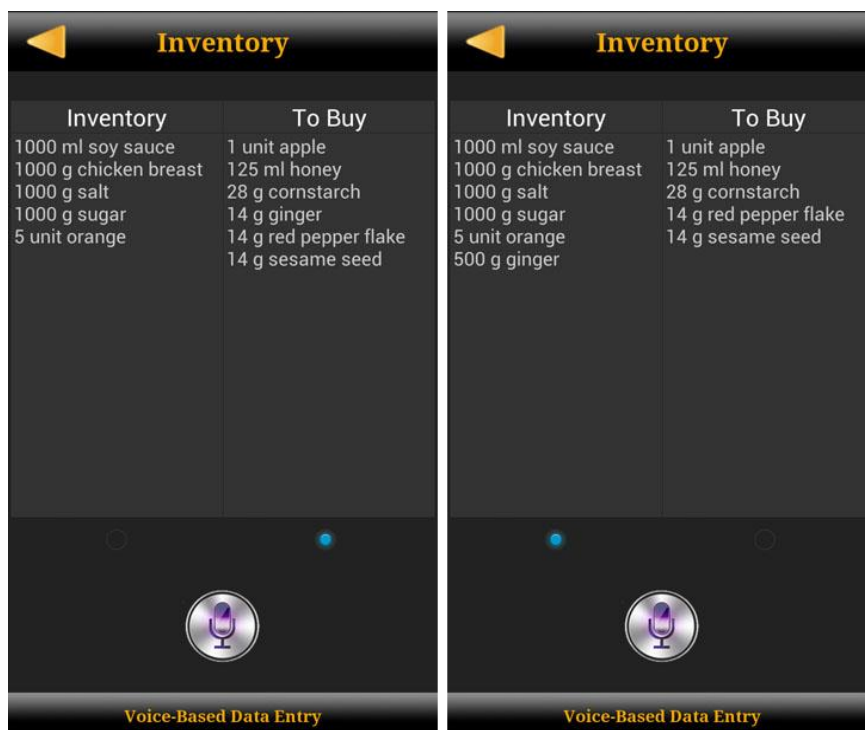 Inventory
Inventory
To Buy
1000 ml soy sauce
1000 g chicken breast
1000 g salt
1000 g sugar
5 unit orange
1 unit apple
125 ml honey
28 g cornstarch
14 g ginger
14 g red pepper flake
14 g sesame seed
Voice-Based Data Entry
Inventory
Inventory
To Buy
1000 ml soy sauce
1000 g chicken breast
1000 g salt
1000 g sugar
5 unit orange
500 g ginger
1 unit apple
125 ml honey
28 g cornstarch
14 g red pepper flake
14 g sesame seed
Voice-Based Data Entry